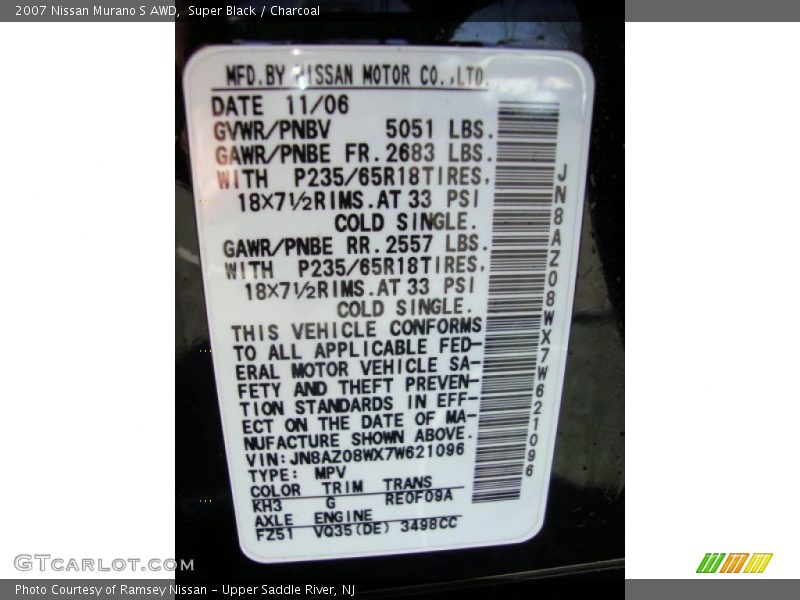 2007 Nissan Murano S AWD, Super Black / Charcoal
MFD.BY NISSAN MOTOR CO.,LTD.
DATE 11/06
GVWR/PNBV 5051 LBS.
GAWR/PNBE FR.2683 LBS.
WITH P235/65R18TIRES,
18×7½RIMS.AT 33 PSI
COLD SINGLE.
GAWR/PNBE RR.2557 LBS.
WITH P235/65R18TIRES,
18×7½RIMS.AT 33 PSI
COLD SINGLE.
THIS VEHICLE CONFORMS
TO ALL APPLICABLE FED-
ERAL MOTOR VEHICLE SA-
FETY AND THEFT PREVEN-
TION STANDARDS IN EFF-
ECT ON THE DATE OF MA-
NUFACTURE SHOWN ABOVE.
VIN:JN8AZ08WX7W621096
TYPE: MPV
COLOR TRIM TRANS
KH3 G RE0F09A
AXLE ENGINE
FZ51 VQ35(DE) 3498CC
JN8AZ08WX7W621096
GTCARLOT.COM
Photo Courtesy of Ramsey Nissan - Upper Saddle River, NJ